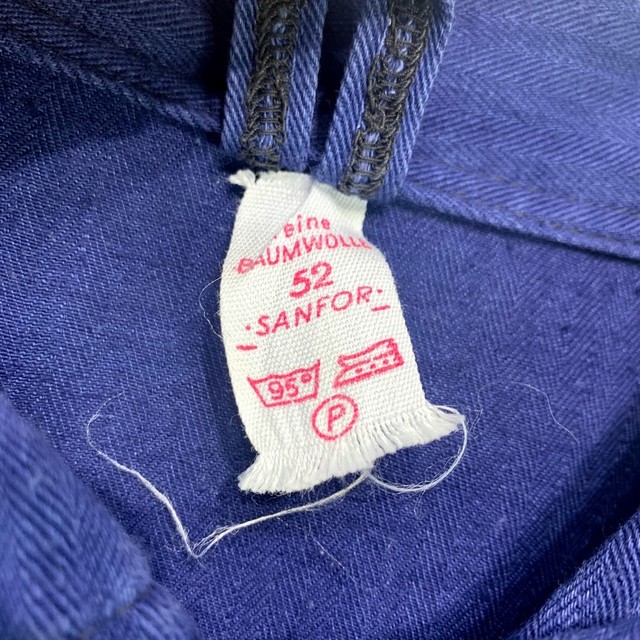 eine
BAUMWOLLE
52
·SANFOR·
95°
P